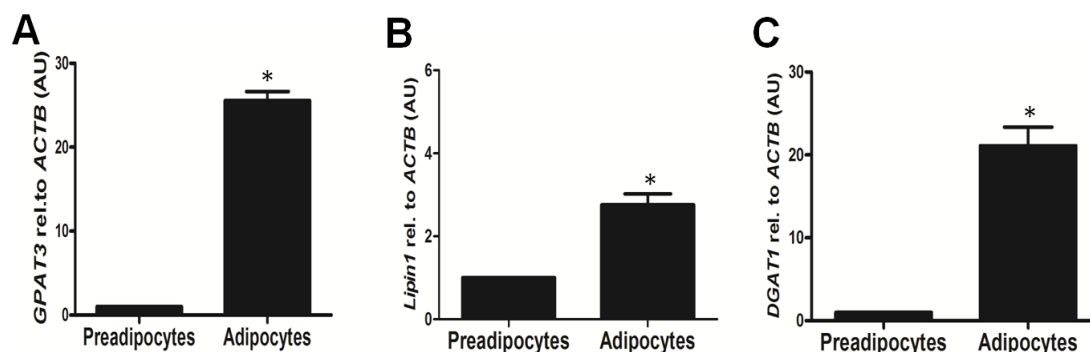 A
GPAT3 rel.to ACTB (AU)
30
20
10
0
*
Preadipocytes Adipocytes
B
Lipin1 rel. to ACTB (AU)
6
4
2
0
*
Preadipocytes Adipocytes
C
DGAT1 rel. to ACTB (AU)
30
20
10
0
*
Preadipocytes Adipocytes